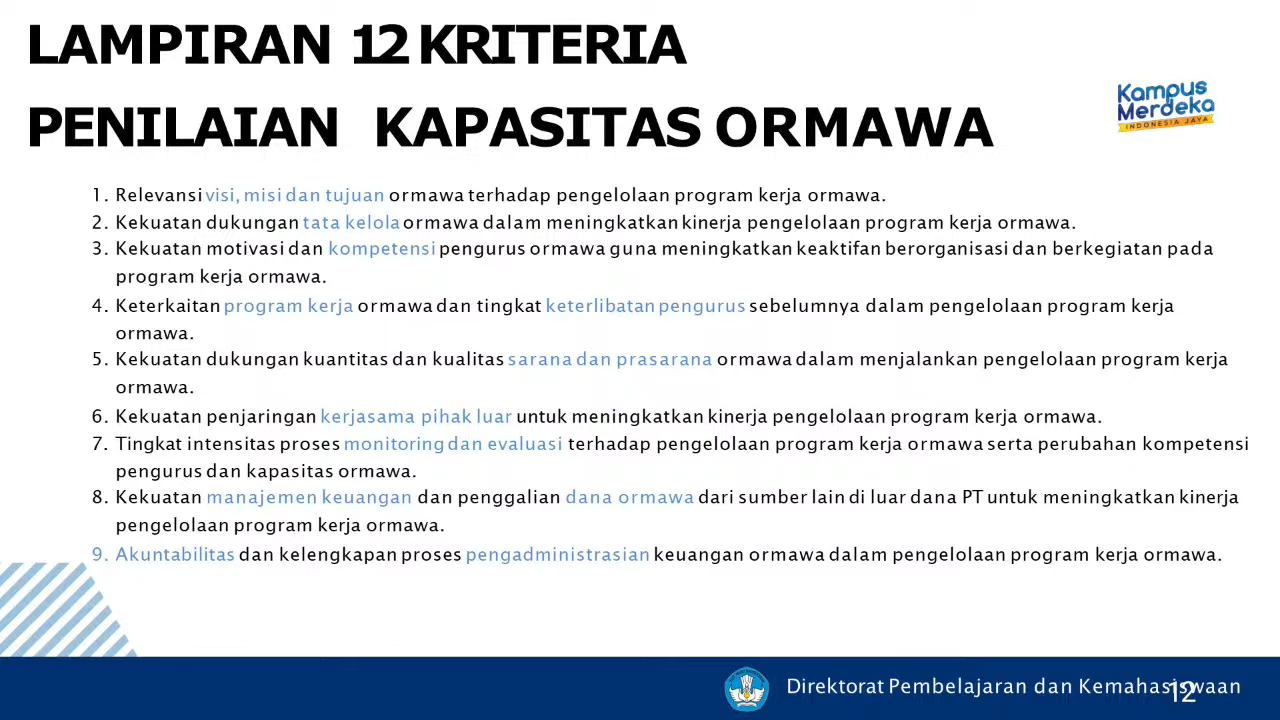 LAMPIRAN 12 KRITERIA
PENILAIAN KAPASITAS ORMAWA
Kampus
Merdeka
INDONESIA JAYA
1. Relevansi visi, misi dan tujuan ormawa terhadap pengelolaan program kerja ormawa.
2. Kekuatan dukungan tata kelola ormawa dalam meningkatkan kinerja pengelolaan program kerja ormawa.
3. Kekuatan motivasi dan kompetensi pengurus ormawa guna meningkatkan keaktifan berorganisasi dan berkegiatan pada
program kerja ormawa.
4. Keterkaitan program kerja ormawa dan tingkat keterlibatan pengurus sebelumnya dalam pengelolaan program kerja
ormawa.
5. Kekuatan dukungan kuantitas dan kualitas sarana dan prasarana ormawa dalam menjalankan pengelolaan program kerja
ormawa.
6. Kekuatan penjaringan kerjasama pihak luar untuk meningkatkan kinerja pengelolaan program kerja ormawa.
7. Tingkat intensitas proses monitoring dan evaluasi terhadap pengelolaan program kerja ormawa serta perubahan kompetensi
pengurus dan kapasitas ormawa.
8. Kekuatan manajemen keuangan dan penggalian dana ormawa dari sumber lain di luar dana PT untuk meningkatkan kinerja
pengelolaan program kerja ormawa.
9. Akuntabilitas dan kelengkapan proses pengadministrasian keuangan ormawa dalam pengelolaan program kerja ormawa.
Direktorat Pembelajaran dan Kemahasiswaan
12